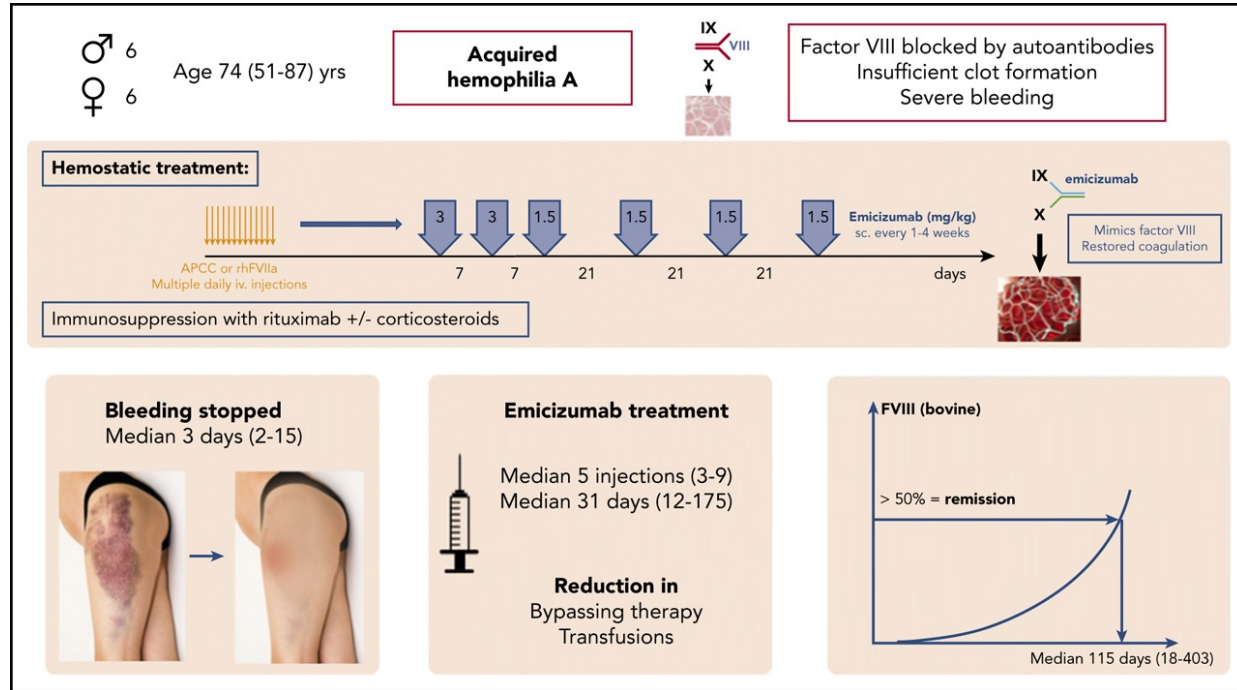 6
6
Age 74 (51-87) yrs
Acquired
hemophilia A
IX
VIII
X
Factor VIII blocked by autoantibodies
Insufficient clot formation
Severe bleeding
Hemostatic treatment:
3
3
1.5
1.5
1.5
1.5
Emicizumab (mg/kg)
sc. every 1-4 weeks
APCC or rhFVIIa
Multiple daily iv. injections
7
7
21
21
21
days
IX
emicizumab
X
Mimics factor VIII
Restored coagulation
Immunosuppression with rituximab +/- corticosteroids
Bleeding stopped
Median 3 days (2-15)
Emicizumab treatment
Median 5 injections (3-9)
Median 31 days (12-175)
Reduction in
Bypassing therapy
Transfusions
FVIII (bovine)
> 50% = remission
Median 115 days (18-403)